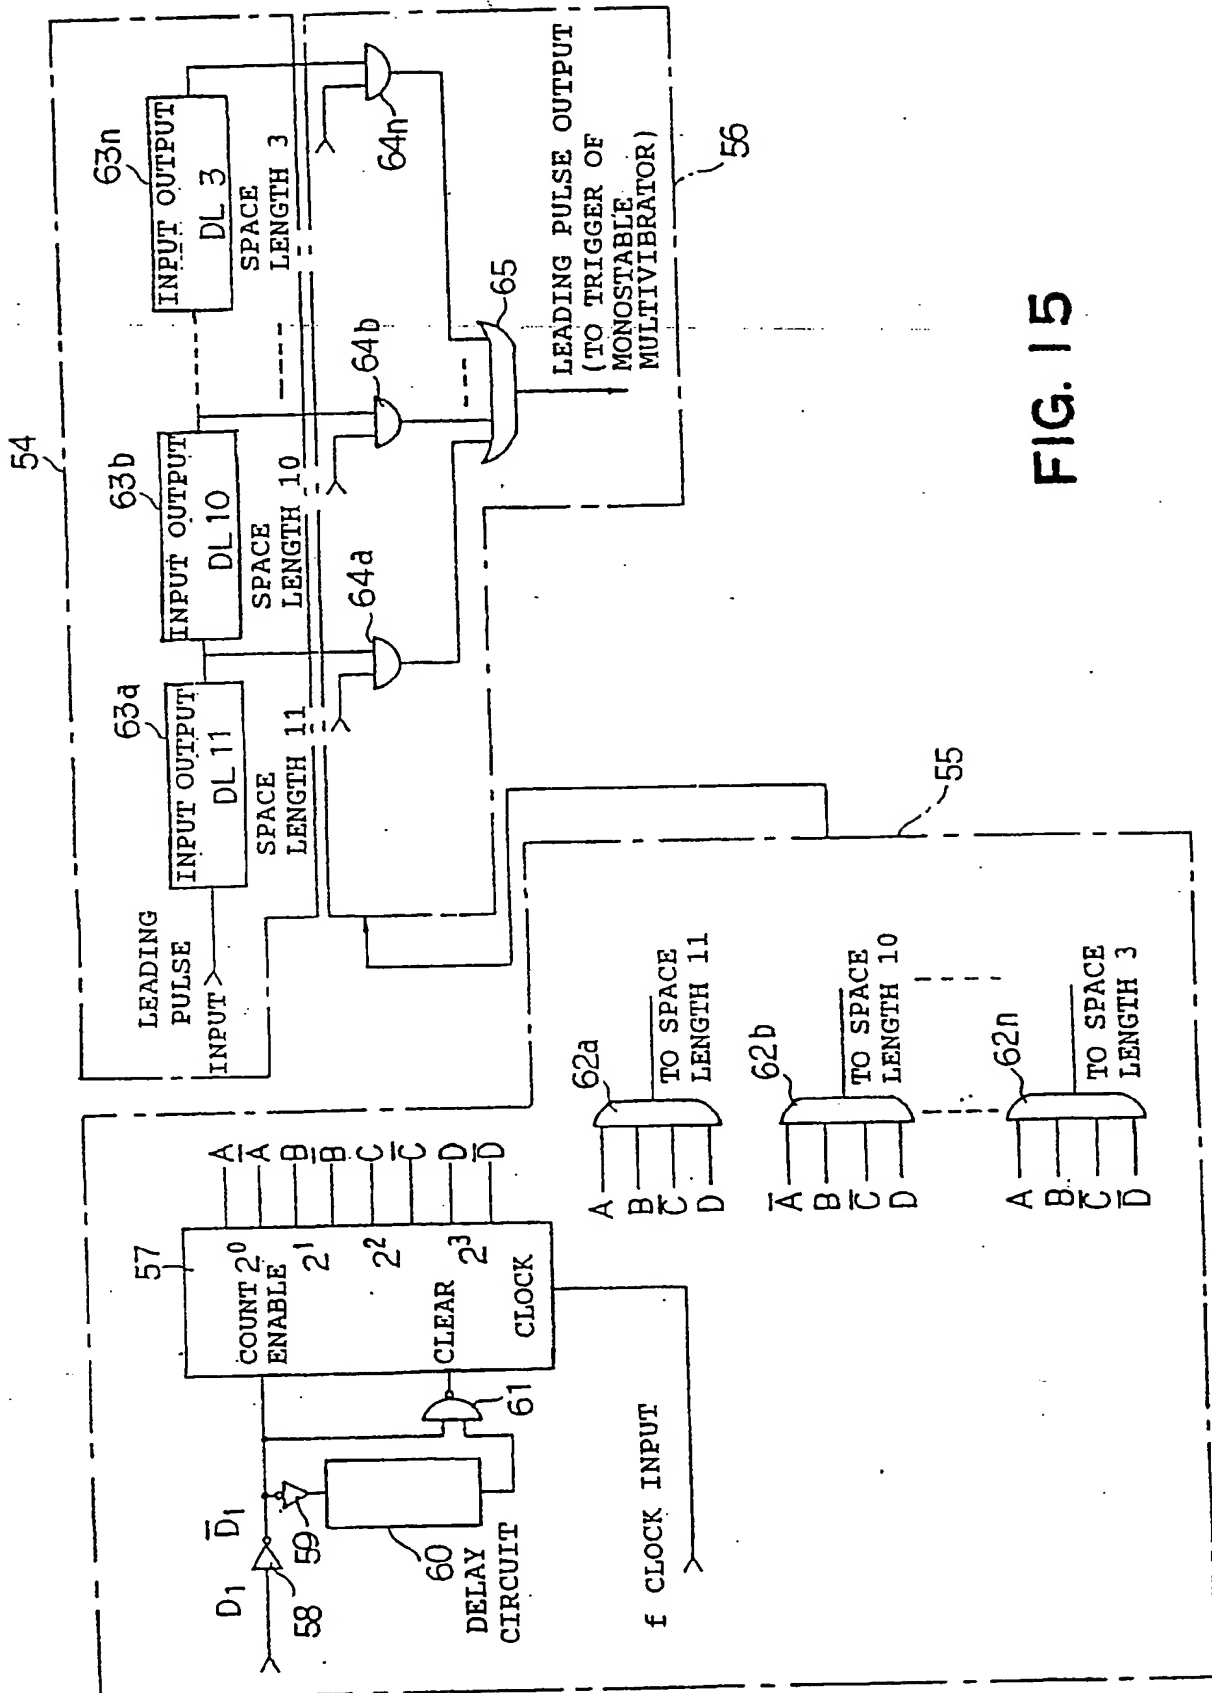 54
63a
63b
63n
LEADING
PULSE
INPUT
INPUT OUTPUT
DL 11
INPUT OUTPUT
DL 10
INPUT OUTPUT
DL 3
SPACE
LENGTH 11
SPACE
LENGTH 10
SPACE
LENGTH 3
64a
64b
64n
65
LEADING PULSE OUTPUT
(TO TRIGGER OF
MONOSTABLE
MULTIVIBRATOR)
56
57
D1
D̅1
58
59
60
DELAY
CIRCUIT
61
COUNT
ENABLE
CLEAR
CLOCK
2⁰
2¹
2²
2³
A
A̅
B
B̅
C
C̅
D
D̅
f CLOCK INPUT
55
62a
A
B
C̅
D
TO SPACE
LENGTH 11
62b
A̅
B
C̅
D
TO SPACE
LENGTH 10
62n
A
B
C̅
D̅
TO SPACE
LENGTH 3
FIG. 15